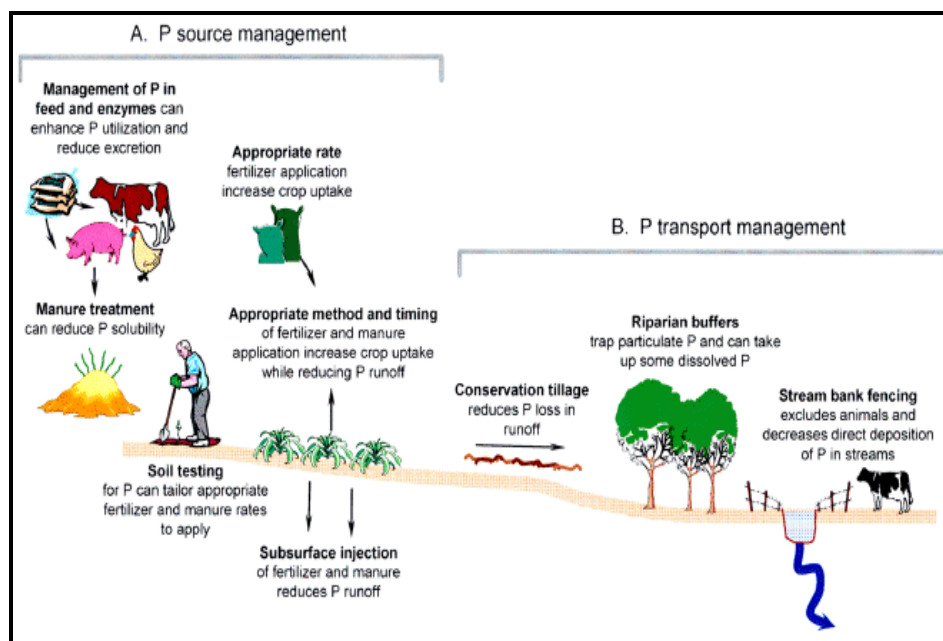 A. P source management
Management of P in
feed and enzymes can
enhance P utilization and
reduce excretion
Appropriate rate
fertilizer application
increase crop uptake
Manure treatment
can reduce P solubility
Appropriate method and timing
of fertilizer and manure
application increase crop uptake
while reducing P runoff
Soil testing
for P can tailor appropriate
fertilizer and manure rates
to apply
Subsurface injection
of fertilizer and manure
reduces P runoff
B. P transport management
Conservation tillage
reduces P loss in
runoff
Riparian buffers
trap particulate P and can take
up some dissolved P
Stream bank fencing
excludes animals and
decreases direct deposition
of P in streams